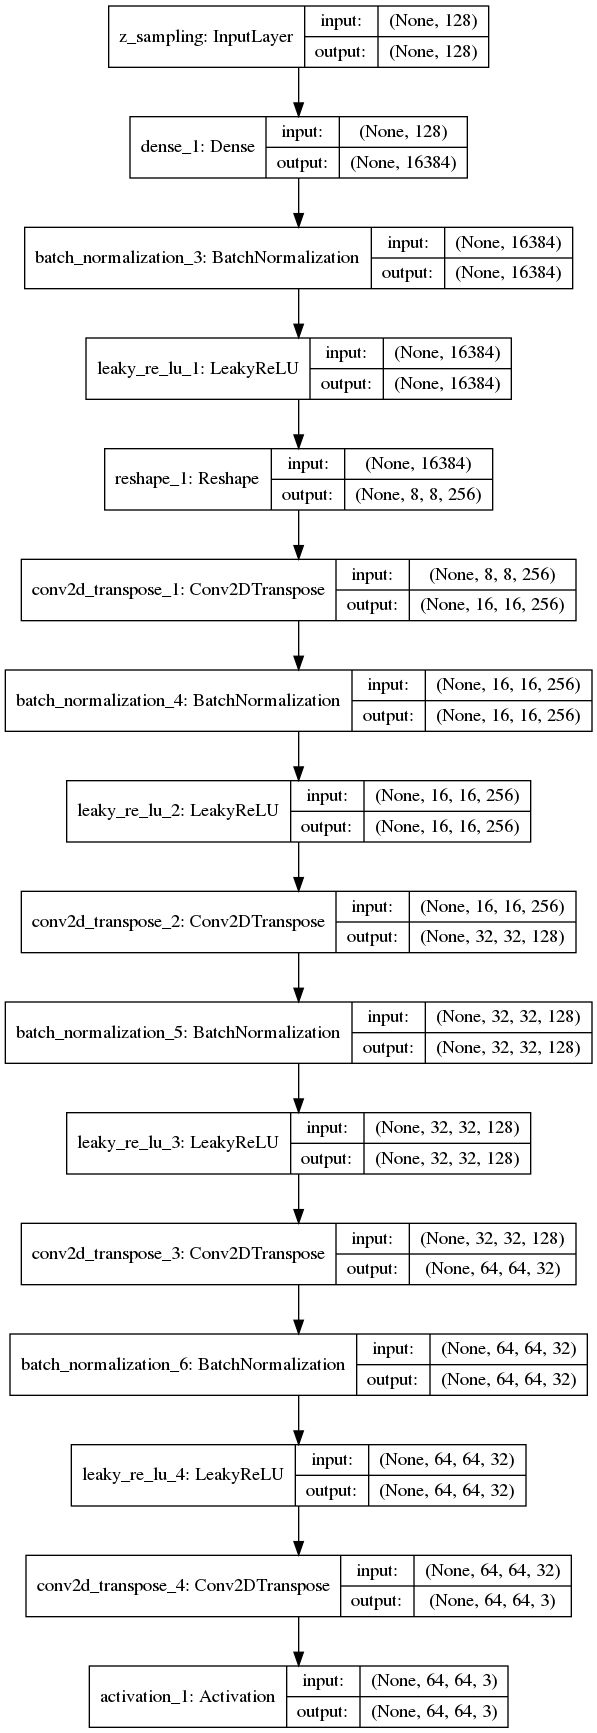 z_sampling: InputLayer
input: (None, 128)
output: (None, 128)
dense_1: Dense
input: (None, 128)
output: (None, 16384)
batch_normalization_3: BatchNormalization
input: (None, 16384)
output: (None, 16384)
leaky_re_lu_1: LeakyReLU
input: (None, 16384)
output: (None, 16384)
reshape_1: Reshape
input: (None, 16384)
output: (None, 8, 8, 256)
conv2d_transpose_1: Conv2DTranspose
input: (None, 8, 8, 256)
output: (None, 16, 16, 256)
batch_normalization_4: BatchNormalization
input: (None, 16, 16, 256)
output: (None, 16, 16, 256)
leaky_re_lu_2: LeakyReLU
input: (None, 16, 16, 256)
output: (None, 16, 16, 256)
conv2d_transpose_2: Conv2DTranspose
input: (None, 16, 16, 256)
output: (None, 32, 32, 128)
batch_normalization_5: BatchNormalization
input: (None, 32, 32, 128)
output: (None, 32, 32, 128)
leaky_re_lu_3: LeakyReLU
input: (None, 32, 32, 128)
output: (None, 32, 32, 128)
conv2d_transpose_3: Conv2DTranspose
input: (None, 32, 32, 128)
output: (None, 64, 64, 32)
batch_normalization_6: BatchNormalization
input: (None, 64, 64, 32)
output: (None, 64, 64, 32)
leaky_re_lu_4: LeakyReLU
input: (None, 64, 64, 32)
output: (None, 64, 64, 32)
conv2d_transpose_4: Conv2DTranspose
input: (None, 64, 64, 32)
output: (None, 64, 64, 3)
activation_1: Activation
input: (None, 64, 64, 3)
output: (None, 64, 64, 3)